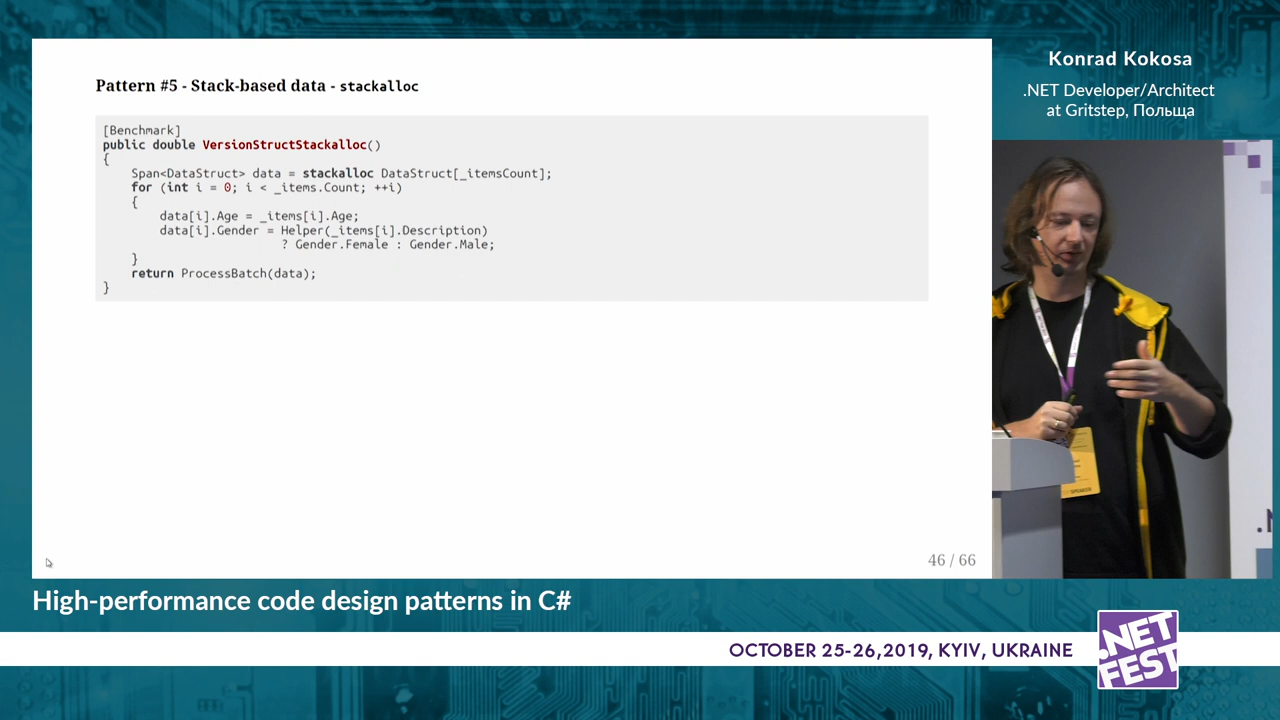 Pattern #5 - Stack-based data - stackalloc
[Benchmark]
public double VersionStructStackalloc()
{
Span<DataStruct> data = stackalloc DataStruct[_itemsCount];
for (int i = 0; i < _items.Count; ++i)
{
data[i].Age = _items[i].Age;
data[i].Gender = Helper(_items[i].Description)
? Gender.Female : Gender.Male;
}
return ProcessBatch(data);
}
46 / 66
Konrad Kokosa
.NET Developer/Architect
at Gritstep, Польща
High-performance code design patterns in C#
OCTOBER 25-26,2019, KYIV, UKRAINE
.NET
FEST